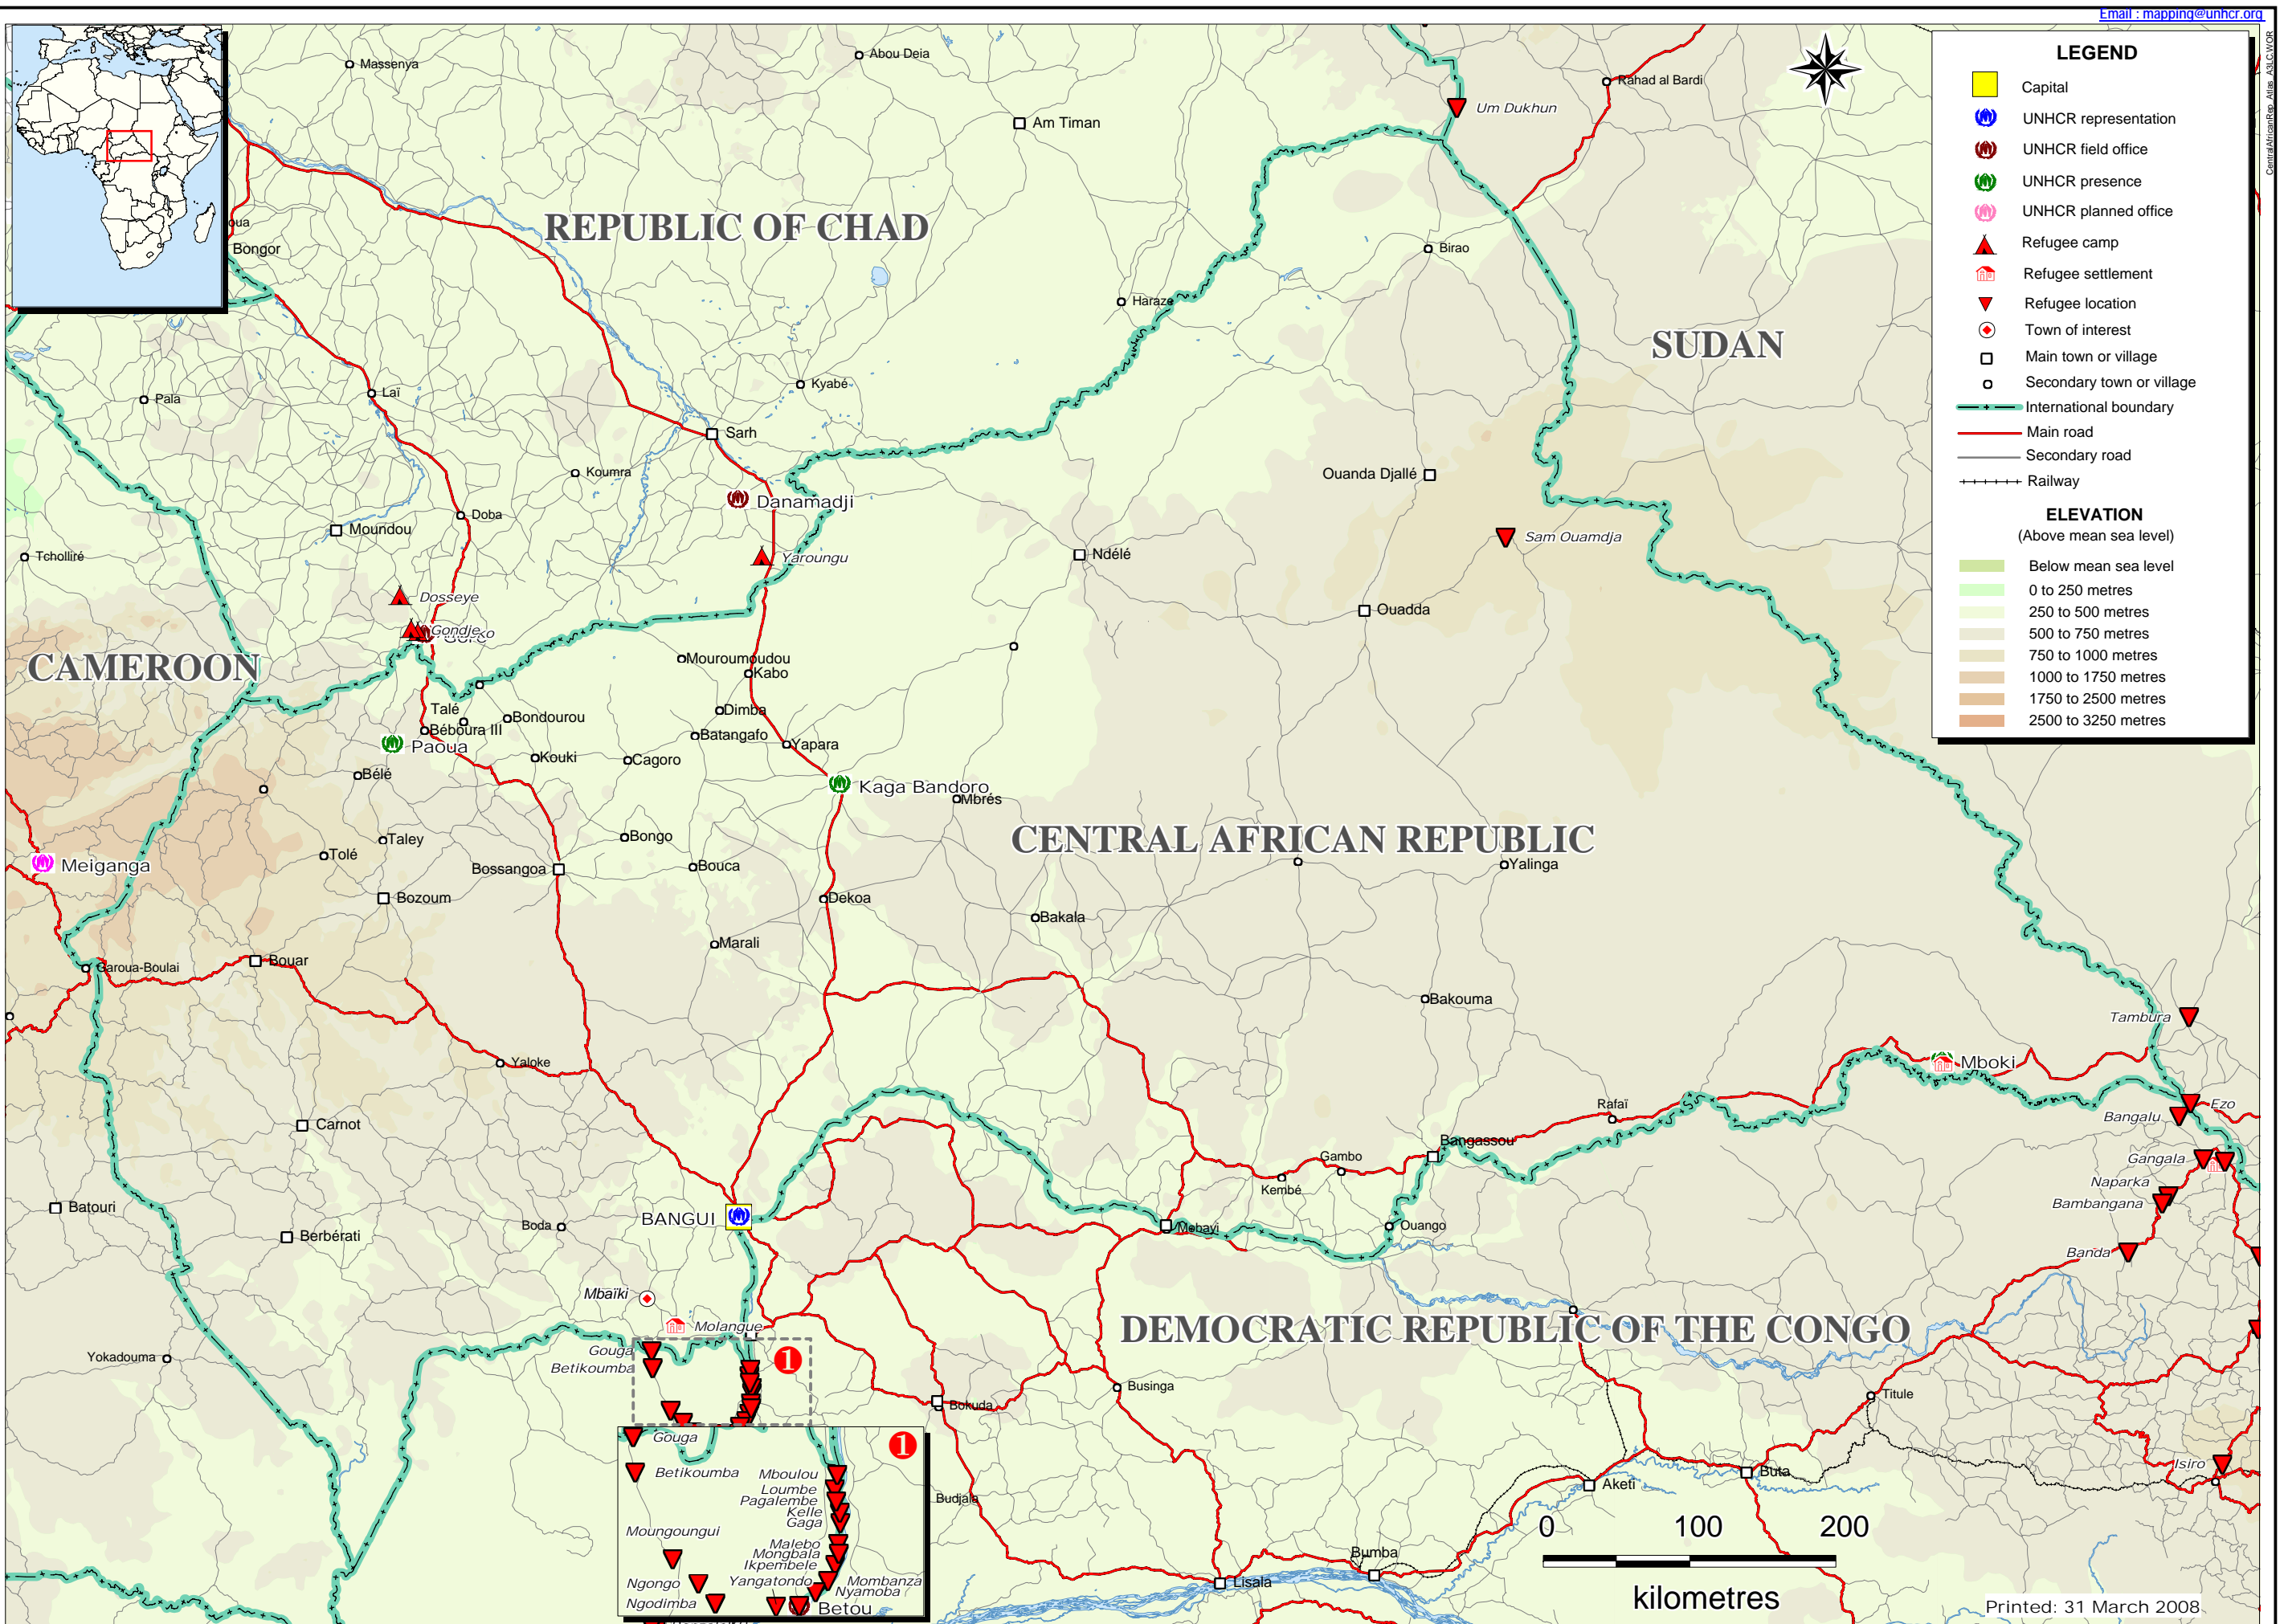 Email : mapping@unhcr.org
CentralAfricanRep_Atlas_A3LC.WOR
LEGEND
Capital
UNHCR representation
UNHCR field office
UNHCR presence
UNHCR planned office
Refugee camp
Refugee settlement
Refugee location
Town of interest
Main town or village
Secondary town or village
International boundary
Main road
Secondary road
Railway
ELEVATION
(Above mean sea level)
Below mean sea level
0 to 250 metres
250 to 500 metres
500 to 750 metres
750 to 1000 metres
1000 to 1750 metres
1750 to 2500 metres
2500 to 3250 metres
Massenya
Abou Deia
Rahad al Bardi
Um Dukhun
Am Timan
REPUBLIC OF CHAD
oua
Bongor
Birao
Haraze
SUDAN
Kyabé
Laï
Pala
Sarh
Koumra
Ouanda Djallé
Danamadji
Doba
Moundou
Sam Ouamdja
Tcholliré
Yaroungu
Ndélé
Dosseye
Ouadda
Gondje
CAMEROON
Mouroumoudou
Kabo
Talé
Bondourou
Dimba
Béboura III
Batangafo
Paoua
Yapara
Kouki
Cagoro
Bélé
Kaga Bandoro
Mbrés
CENTRAL AFRICAN REPUBLIC
Bongo
Taley
Tolé
Meiganga
Bossangoa
Bouca
Yalinga
Bozoum
Dekoa
Bakala
Marali
Garoua-Boulai
Bouar
Bakouma
Tambura
Yaloke
Mboki
Rafaï
Ezo
Bangalu
Carnot
Bangassou
Gambo
Gangala
Kembé
Naparka
Bambangana
Batouri
BANGUI
Boda
Mobayi
Ouango
Berbérati
Banda
Mbaïki
Molangue
DEMOCRATIC REPUBLIC OF THE CONGO
Gouga
Yokadouma
Betikoumba
1
Businga
Titule
Bokuda
Gouga
1
Betikoumba
Mboulou
Loumbe
Pagalembe
Kelle
Gaga
Moungoungui
Malebo
Mongbala
Ikpembele
Ngongo
Yangatondo
Mombanza
Nyamoba
Ngodimba
Betou
Budjala
Isiro
Buta
Aketi
Bumba
Lisala
0 100 200
kilometres
Printed: 31 March 2008